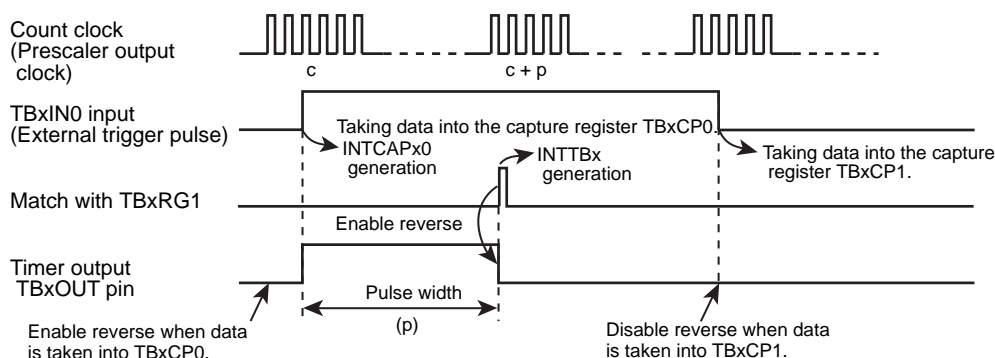 Count clock
(Prescaler output
clock)
c
c + p
TBxIN0 input
(External trigger pulse)
Taking data into the capture register TBxCP0.
INTCAPx0
generation
INTTBx
generation
Taking data into the capture
register TBxCP1.
Match with TBxRG1
Enable reverse
Timer output
TBxOUT pin
Pulse width
(p)
Enable reverse when data
is taken into TBxCP0.
Disable reverse when data
is taken into TBxCP1.